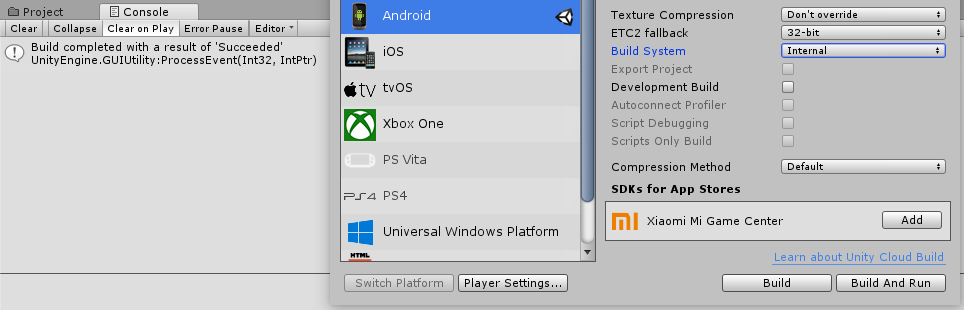 Project
Console
Clear
Collapse
Clear on Play
Error Pause
Editor
Build completed with a result of 'Succeeded'
UnityEngine.GUIUtility:ProcessEvent(Int32, IntPtr)
Android
iOS
tv
tvOS
Xbox One
PS Vita
PS4
PS4
Universal Windows Platform
HTML
Switch Platform
Player Settings...
Texture Compression
Don't override
ETC2 fallback
32-bit
Build System
Internal
Export Project
Development Build
Autoconnect Profiler
Script Debugging
Scripts Only Build
Compression Method
Default
SDKs for App Stores
mi
Xiaomi Mi Game Center
Add
Learn about Unity Cloud Build
Build
Build And Run